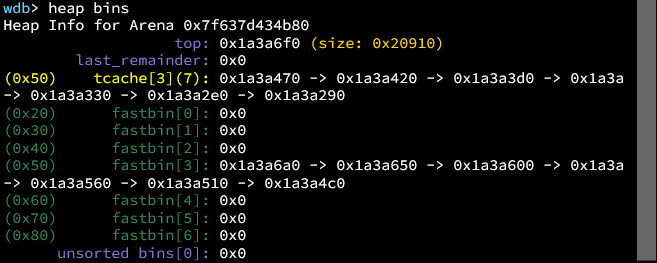 wdb> heap bins
Heap Info for Arena 0x7f637d434b80
top: 0x1a3a6f0 (size: 0x20910)
last_remainder: 0x0
(0x50) tcache[3](7): 0x1a3a470 -> 0x1a3a420 -> 0x1a3a3d0 -> 0x1a3a
-> 0x1a3a330 -> 0x1a3a2e0 -> 0x1a3a290
(0x20) fastbin[0]: 0x0
(0x30) fastbin[1]: 0x0
(0x40) fastbin[2]: 0x0
(0x50) fastbin[3]: 0x1a3a6a0 -> 0x1a3a650 -> 0x1a3a600 -> 0x1a3a
-> 0x1a3a560 -> 0x1a3a510 -> 0x1a3a4c0
(0x60) fastbin[4]: 0x0
(0x70) fastbin[5]: 0x0
(0x80) fastbin[6]: 0x0
unsorted bins[0]: 0x0